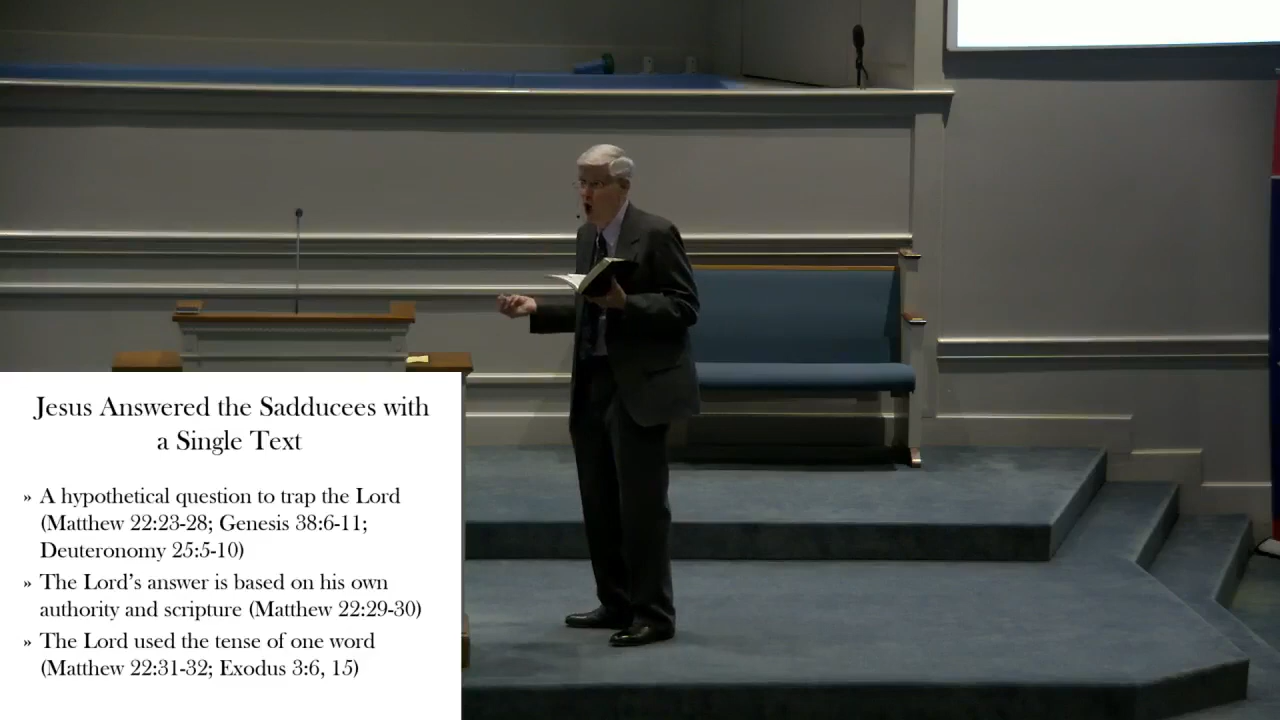 Jesus Answered the Sadducees with
a Single Text
» A hypothetical question to trap the Lord
(Matthew 22:23-28; Genesis 38:6-11;
Deuteronomy 25:5-10)
» The Lord’s answer is based on his own
authority and scripture (Matthew 22:29-30)
» The Lord used the tense of one word
(Matthew 22:31-32; Exodus 3:6, 15)